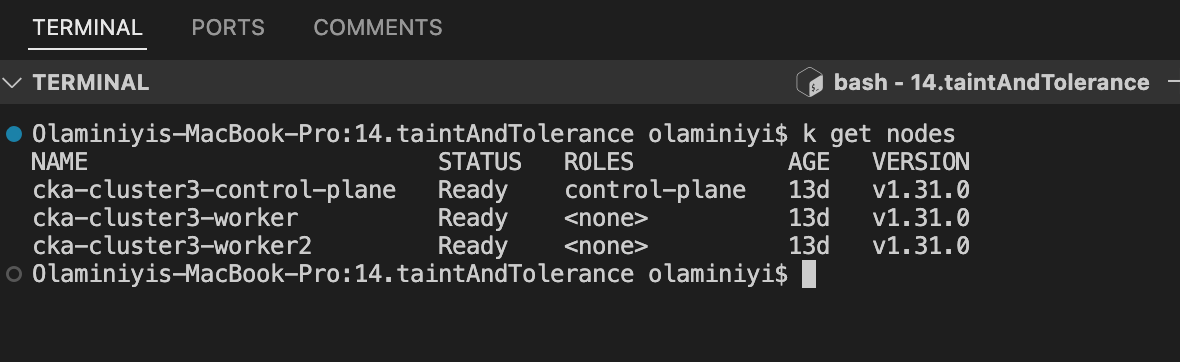 TERMINAL PORTS COMMENTS
TERMINAL bash - 14.taintAndTolerance
Olaminiyis-MacBook-Pro:14.taintAndTolerance olaminiyi$ k get nodes
NAME STATUS ROLES AGE VERSION
cka-cluster3-control-plane Ready control-plane 13d v1.31.0
cka-cluster3-worker Ready <none> 13d v1.31.0
cka-cluster3-worker2 Ready <none> 13d v1.31.0
Olaminiyis-MacBook-Pro:14.taintAndTolerance olaminiyi$